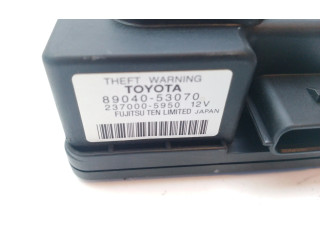 THEFT WARNING
TOYOTA
89040-53070
237000-5950 12V
FUJITSU TEN LIMITED JAPAN